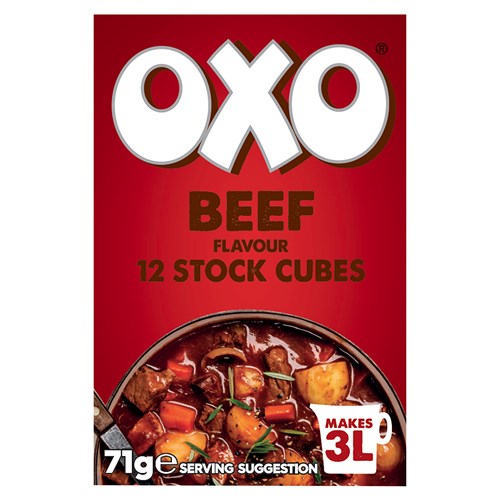 OXO®
BEEF
FLAVOUR
12 STOCK CUBES
MAKES
3L
71g℮ SERVING SUGGESTION